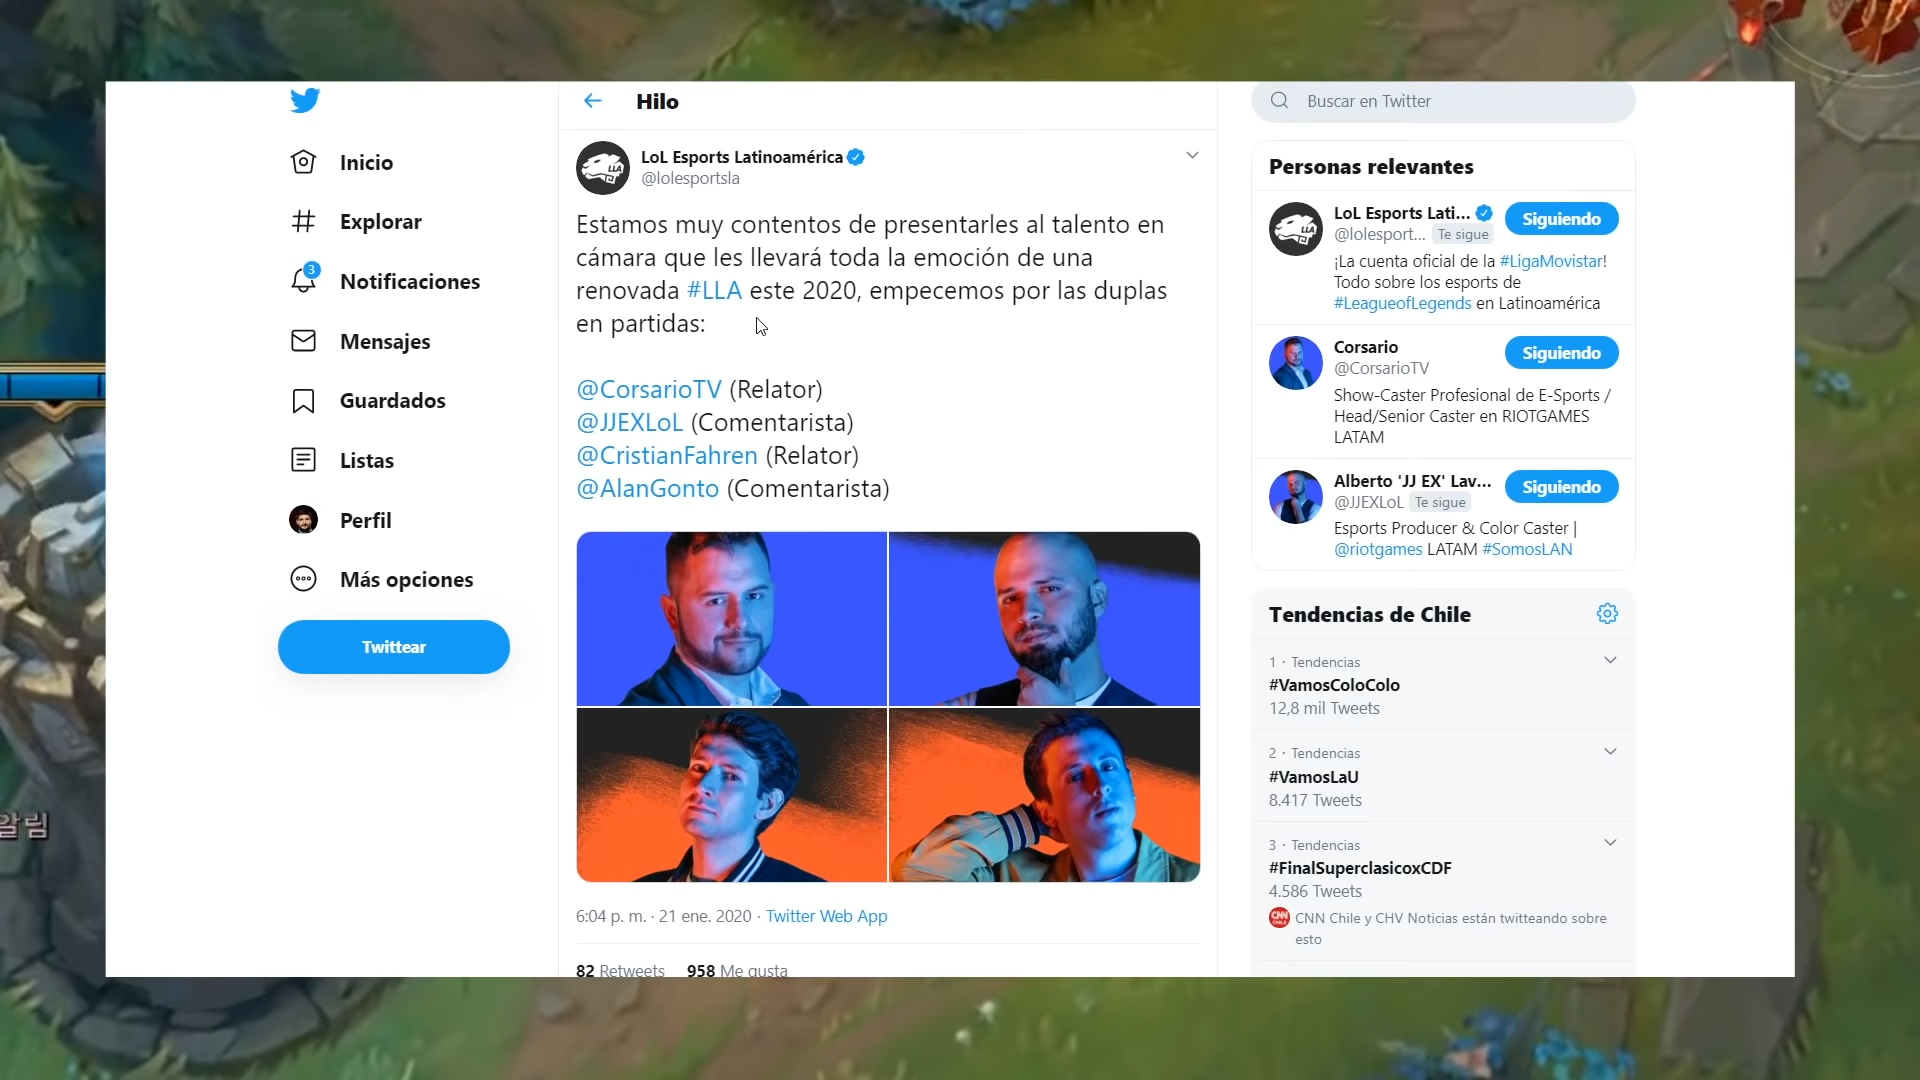 Inicio
Explorar
3
Notificaciones
Mensajes
Guardados
Listas
Perfil
Más opciones
Twittear
Hilo
LoL Esports Latinoamérica
@lolesportsla
Estamos muy contentos de presentarles al talento en
cámara que les llevará toda la emoción de una
renovada #LLA este 2020, empecemos por las duplas
en partidas:
@CorsarioTV (Relator)
@JJEXLoL (Comentarista)
@CristianFahren (Relator)
@AlanGonto (Comentarista)
6:04 p. m. · 21 ene. 2020 · Twitter Web App
82 Retweets 958 Me gusta
Buscar en Twitter
Personas relevantes
LoL Esports Lati... Siguiendo
@lolesport... Te sigue
¡La cuenta oficial de la #LigaMovistar!
Todo sobre los esports de
#LeagueofLegends en Latinoamérica
Corsario Siguiendo
@CorsarioTV
Show-Caster Profesional de E-Sports /
Head/Senior Caster en RIOTGAMES
LATAM
Alberto 'JJ EX' Lav... Siguiendo
@JJEXLoL Te sigue
Esports Producer & Color Caster |
@riotgames LATAM #SomosLAN
Tendencias de Chile
1 · Tendencias
#VamosColoColo
12,8 mil Tweets
2 · Tendencias
#VamosLaU
8.417 Tweets
3 · Tendencias
#FinalSuperclasicoxCDF
4.586 Tweets
CNN Chile y CHV Noticias están twitteando sobre
esto
알림
LLA
LLA
CNN
CHILE